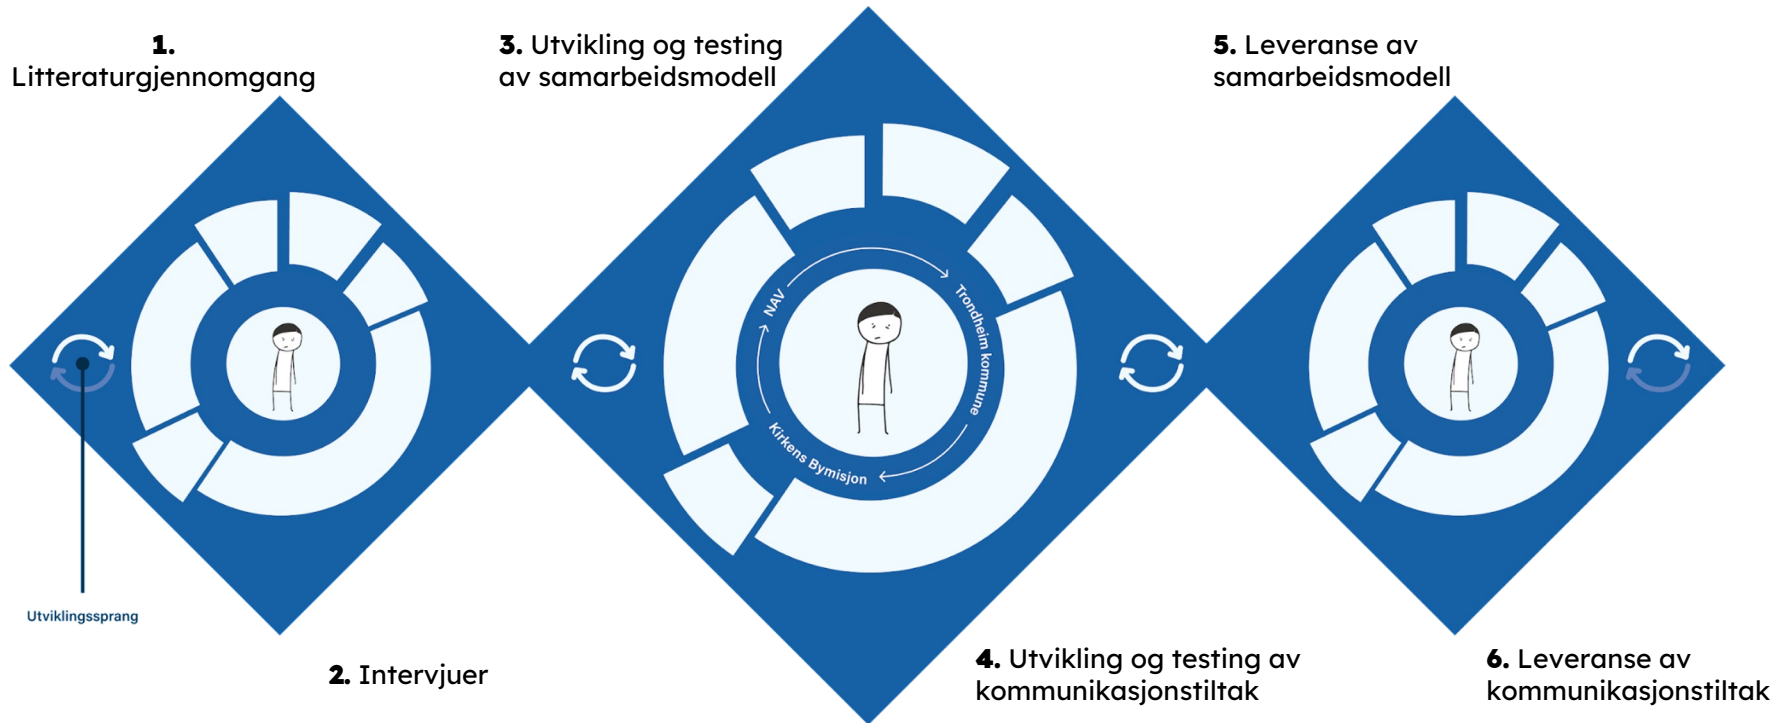 1.
Litteraturgjennomgang
2. Intervjuer
3. Utvikling og testing
av samarbeidsmodell
NAV
Trondheim kommune
Kirkens Bymisjon
4. Utvikling og testing av
kommunikasjonstiltak
5. Leveranse av
samarbeidsmodell
6. Leveranse av
kommunikasjonstiltak
Utviklingssprang